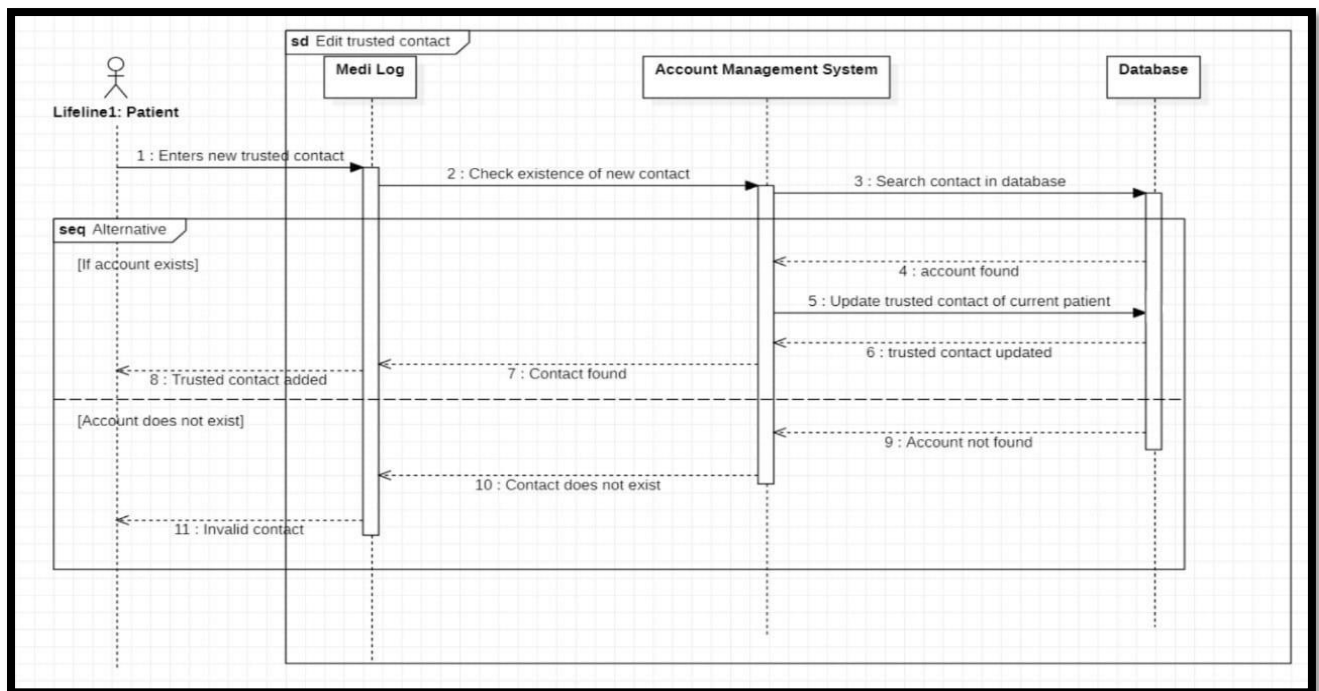 sd Edit trusted contact
Medi Log
Account Management System
Database
Lifeline1: Patient
1 : Enters new trusted contact
2 : Check existence of new contact
3 : Search contact in database
seq Alternative
[If account exists]
4 : account found
5 : Update trusted contact of current patient
6 : trusted contact updated
7 : Contact found
8 : Trusted contact added
[Account does not exist]
9 : Account not found
10 : Contact does not exist
11 : Invalid contact